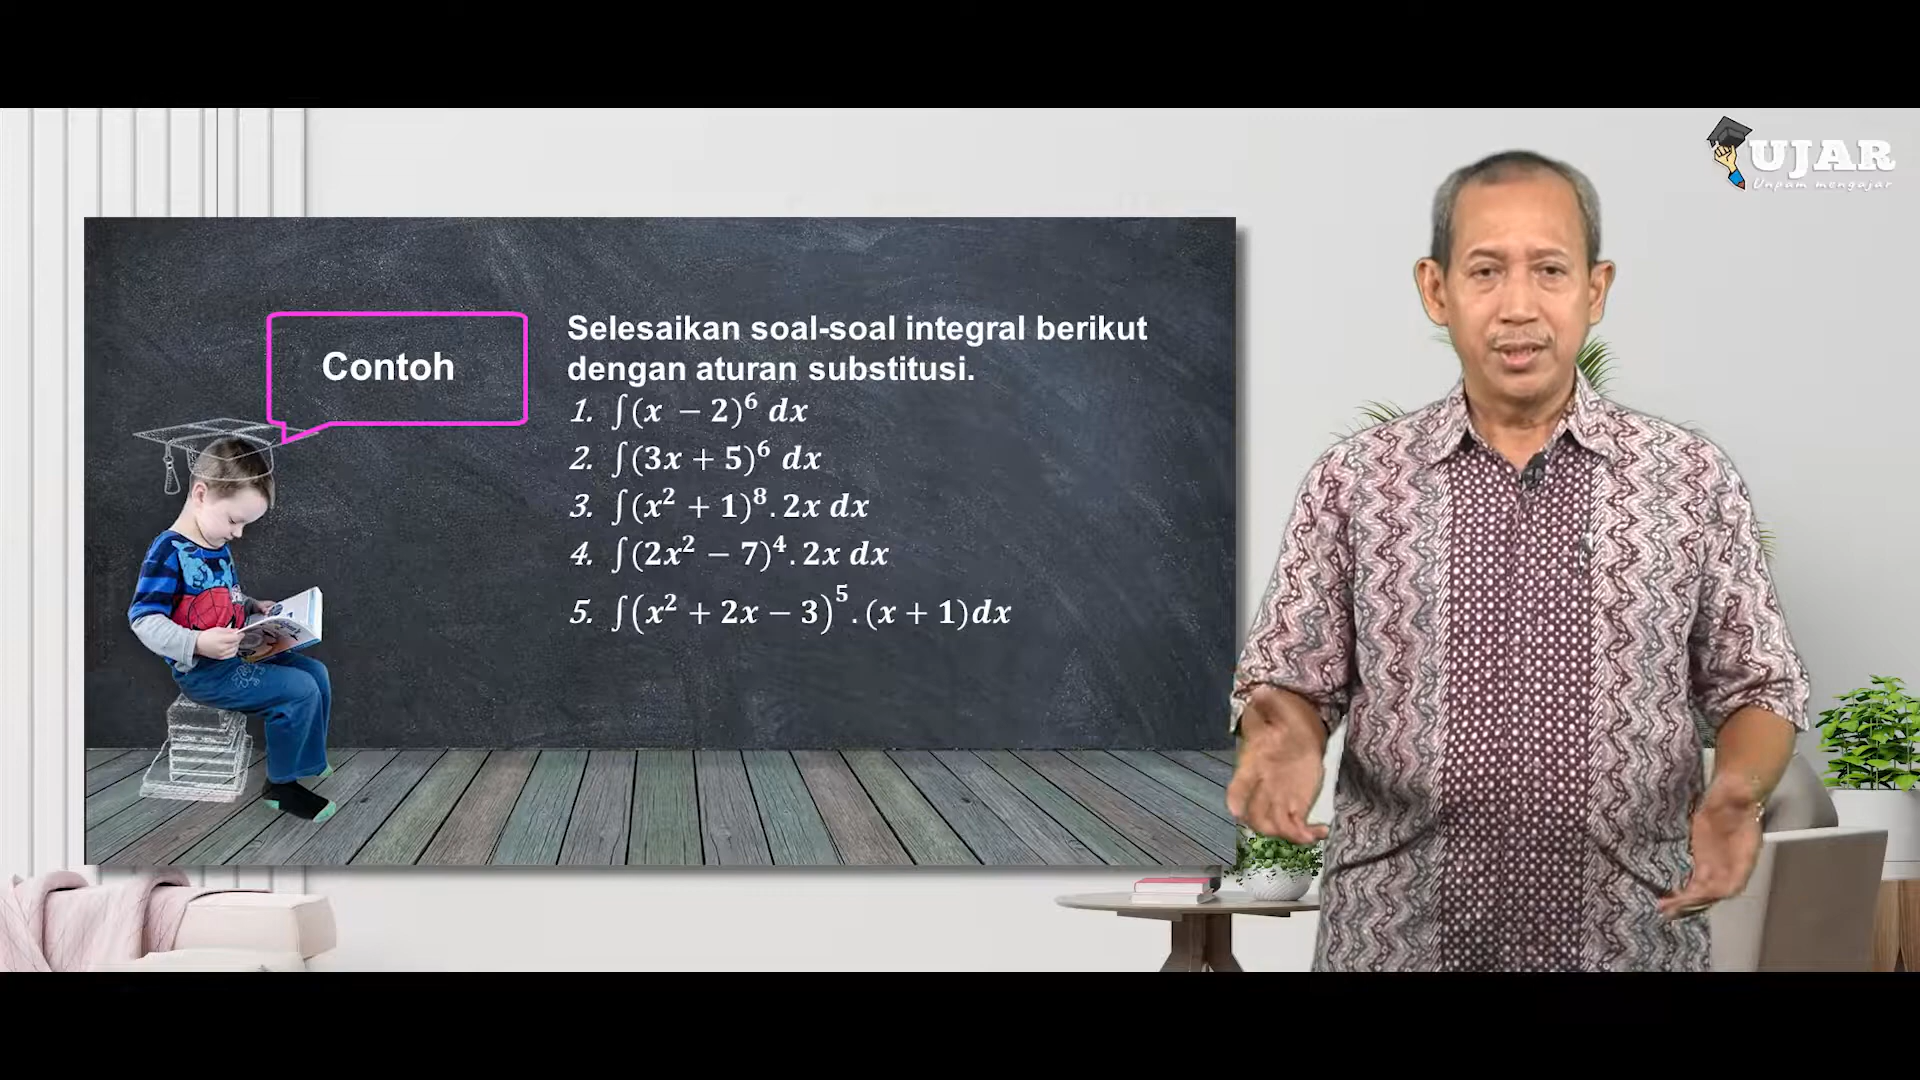 UJAR
Unpam mengajar
Contoh
Selesaikan soal-soal integral berikut
dengan aturan substitusi.
1. ∫(x − 2)⁶ dx
2. ∫(3x + 5)⁶ dx
3. ∫(x² + 1)⁸. 2x dx
4. ∫(2x² − 7)⁴. 2x dx
5. ∫(x² + 2x − 3)⁵. (x + 1)dx